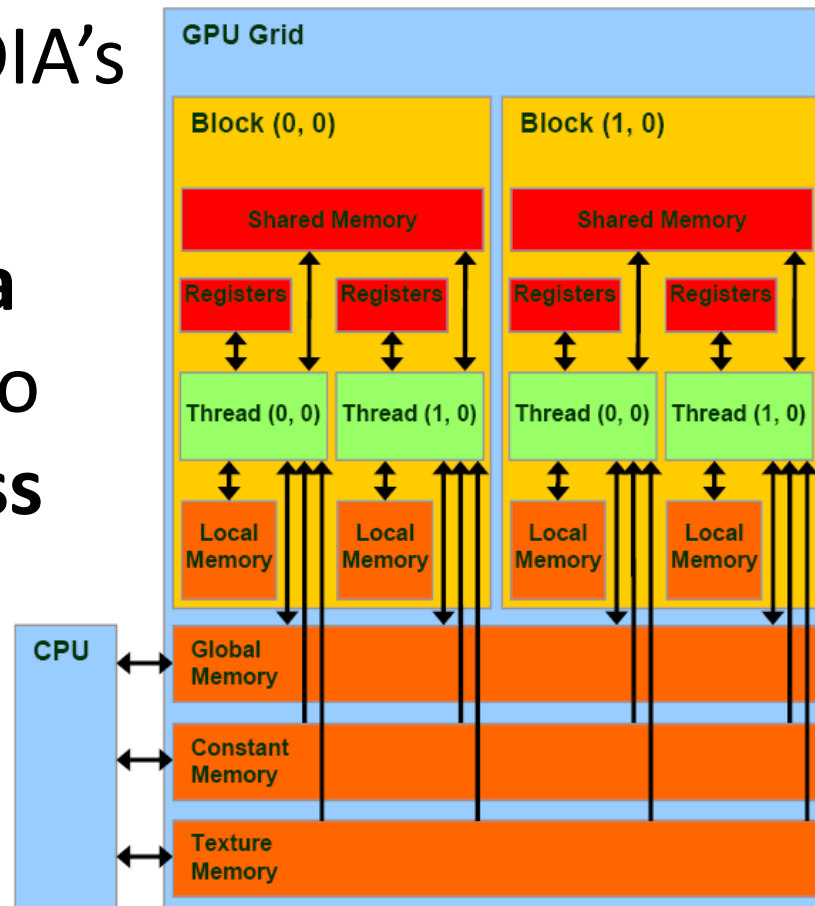 DIA's
a
o
ss
GPU Grid
Block (0, 0)
Block (1, 0)
Shared Memory
Shared Memory
Registers
Registers
Registers
Registers
Thread (0, 0)
Thread (1, 0)
Thread (0, 0)
Thread (1, 0)
Local
Memory
Local
Memory
Local
Memory
Local
Memory
CPU
Global
Memory
Constant
Memory
Texture
Memory